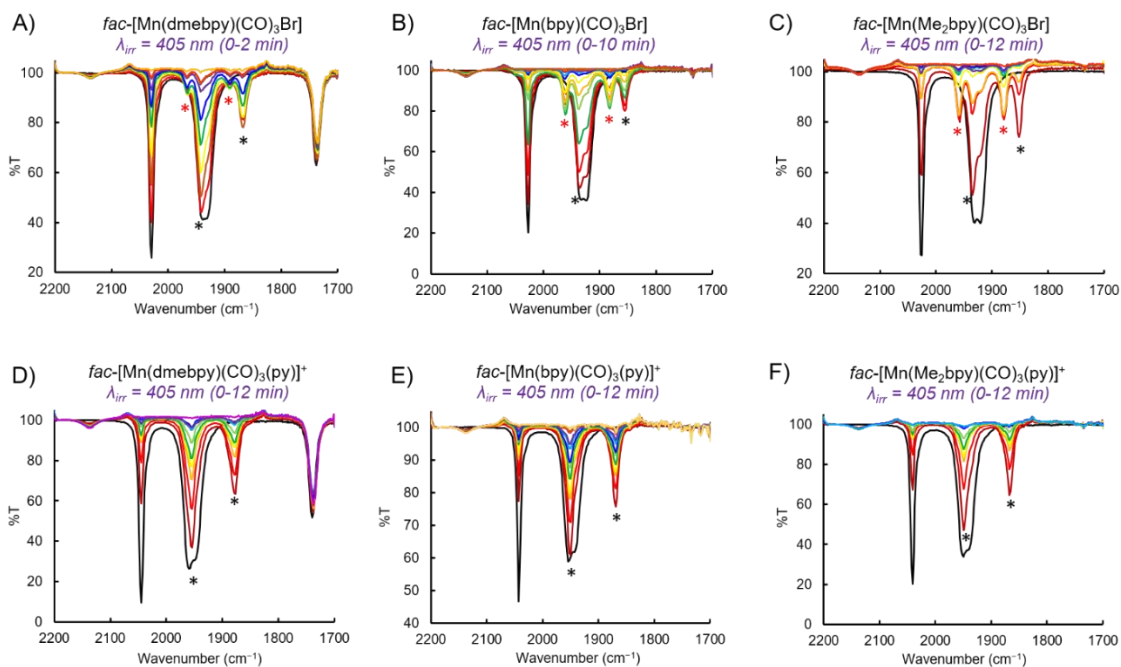 A) fac-[Mn(dmebpy)(CO)₃Br]
λirr = 405 nm (0-2 min)
100
80
60
40
20
%T
*
*
*
*
2200 2100 2000 1900 1800 1700
Wavenumber (cm⁻¹)
B) fac-[Mn(bpy)(CO)₃Br]
λirr = 405 nm (0-10 min)
100
80
60
40
20
0
%T
*
*
*
*
2200 2100 2000 1900 1800 1700
Wavenumber (cm⁻¹)
C) fac-[Mn(Me₂bpy)(CO)₃Br]
λirr = 405 nm (0-12 min)
100
80
60
40
20
%T
*
*
*
*
2200 2100 2000 1900 1800 1700
Wavenumber (cm⁻¹)
D) fac-[Mn(dmebpy)(CO)₃(py)]⁺
λirr = 405 nm (0-12 min)
100
80
60
40
20
0
%T
*
*
2200 2100 2000 1900 1800 1700
Wavenumber (cm⁻¹)
E) fac-[Mn(bpy)(CO)₃(py)]⁺
λirr = 405 nm (0-12 min)
100
90
80
70
60
50
40
%T
*
*
2200 2100 2000 1900 1800 1700
Wavenumber (cm⁻¹)
F) fac-[Mn(Me₂bpy)(CO)₃(py)]⁺
λirr = 405 nm (0-12 min)
100
80
60
40
20
0
%T
*
*
2200 2100 2000 1900 1800 1700
Wavenumber (cm⁻¹)